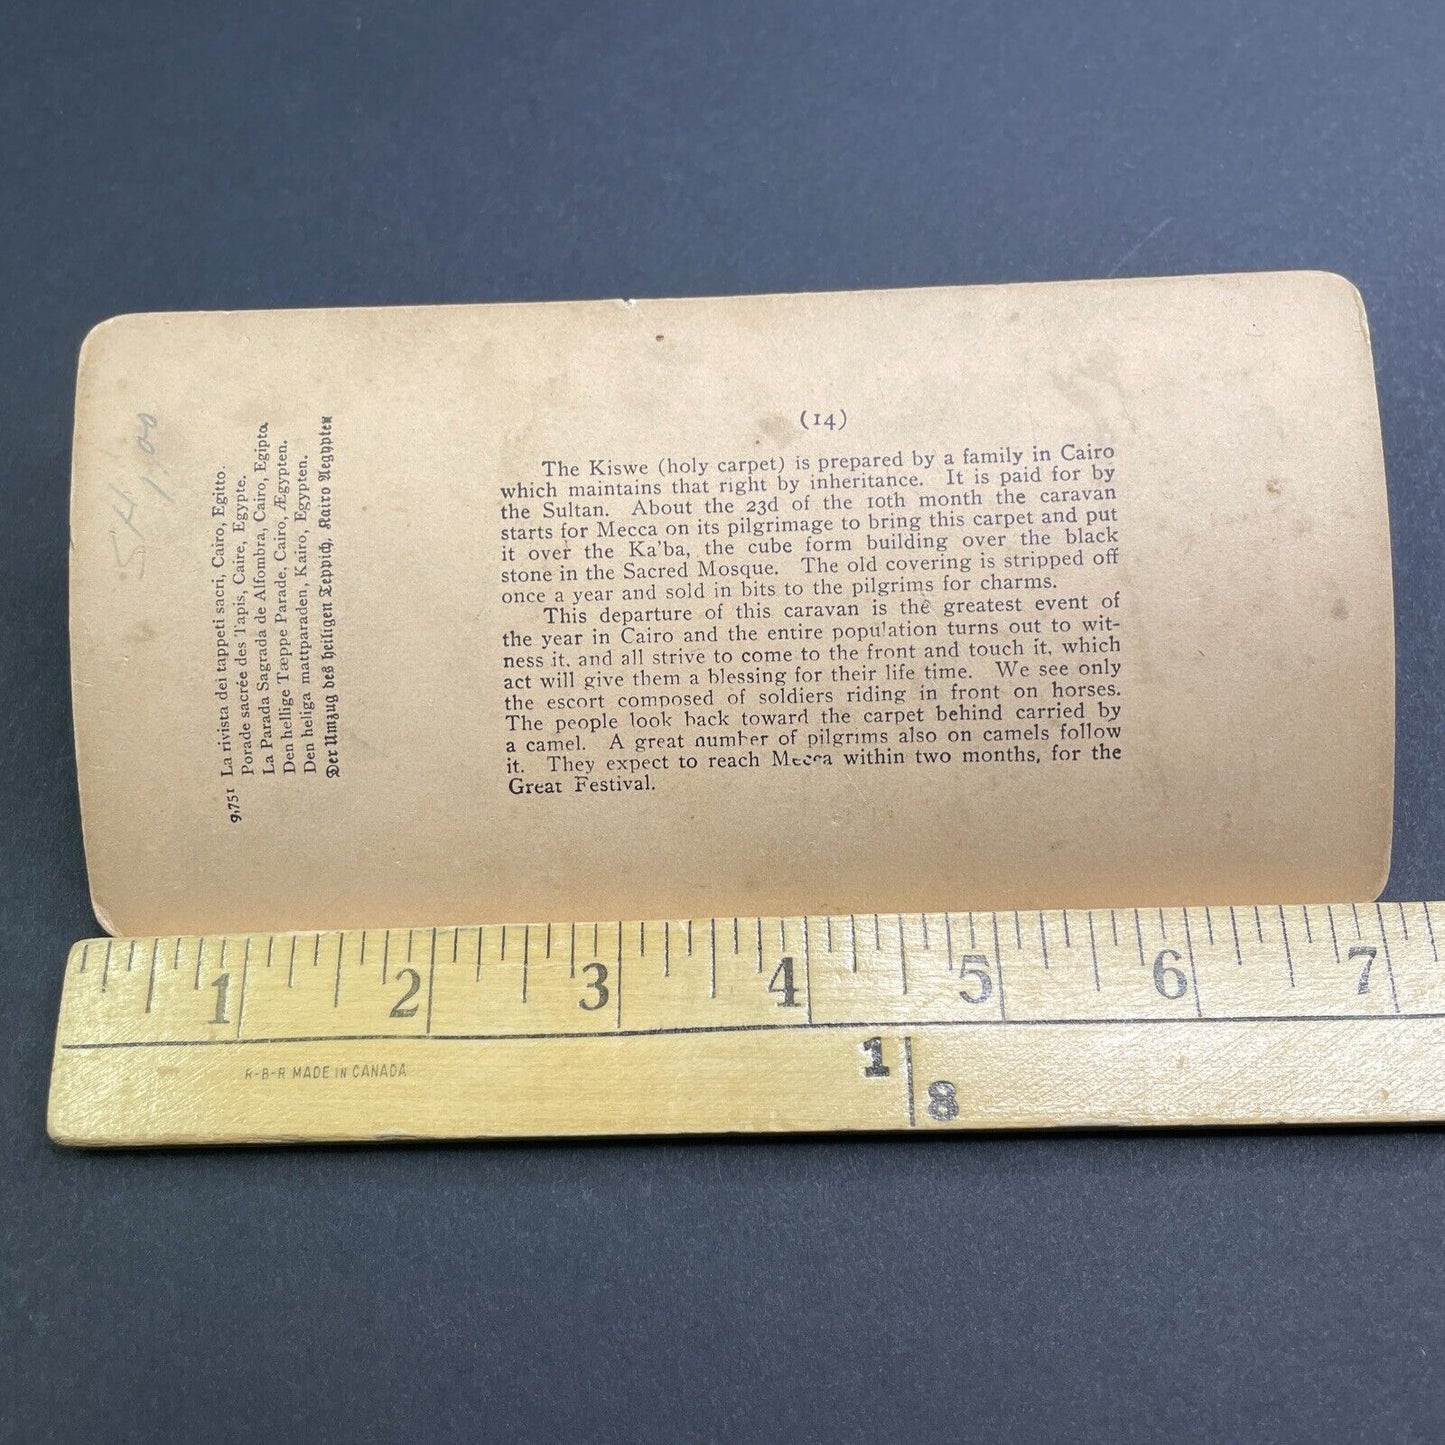 (14)
The Kiswe (holy carpet) is prepared by a family in Cairo
which maintains that right by inheritance. It is paid for by
the Sultan. About the 23d of the 10th month the caravan
starts for Mecca on its pilgrimage to bring this carpet and put
it over the Ka'ba, the cube form building over the black
stone in the Sacred Mosque. The old covering is stripped off
once a year and sold in bits to the pilgrims for charms.
This departure of this caravan is the greatest event of
the year in Cairo and the entire population turns out to wit-
ness it, and all strive to come to the front and touch it, which
act will give them a blessing for their life time. We see only
the escort composed of soldiers riding in front on horses.
The people look back toward the carpet behind carried by
a camel. A great number of pilgrims also on camels follow
it. They expect to reach Mecca within two months, for the
Great Festival.
9,751 La rivista dei tappeti sacri, Cairo, Egitto.
Porade sacrée des Tapis, Caire, Egypte.
La Parada Sagrada de Alfombra, Cairo, Egipto.
Den hellige Tæppe Parade, Cairo, Ægypten.
Den heliga mattparaden, Kairo, Egypten.
Der Umzug des heiligen Teppich, Kairo Aegypten
1.00
1 2 3 4 5 6 7
R-B-R MADE IN CANADA
1
8